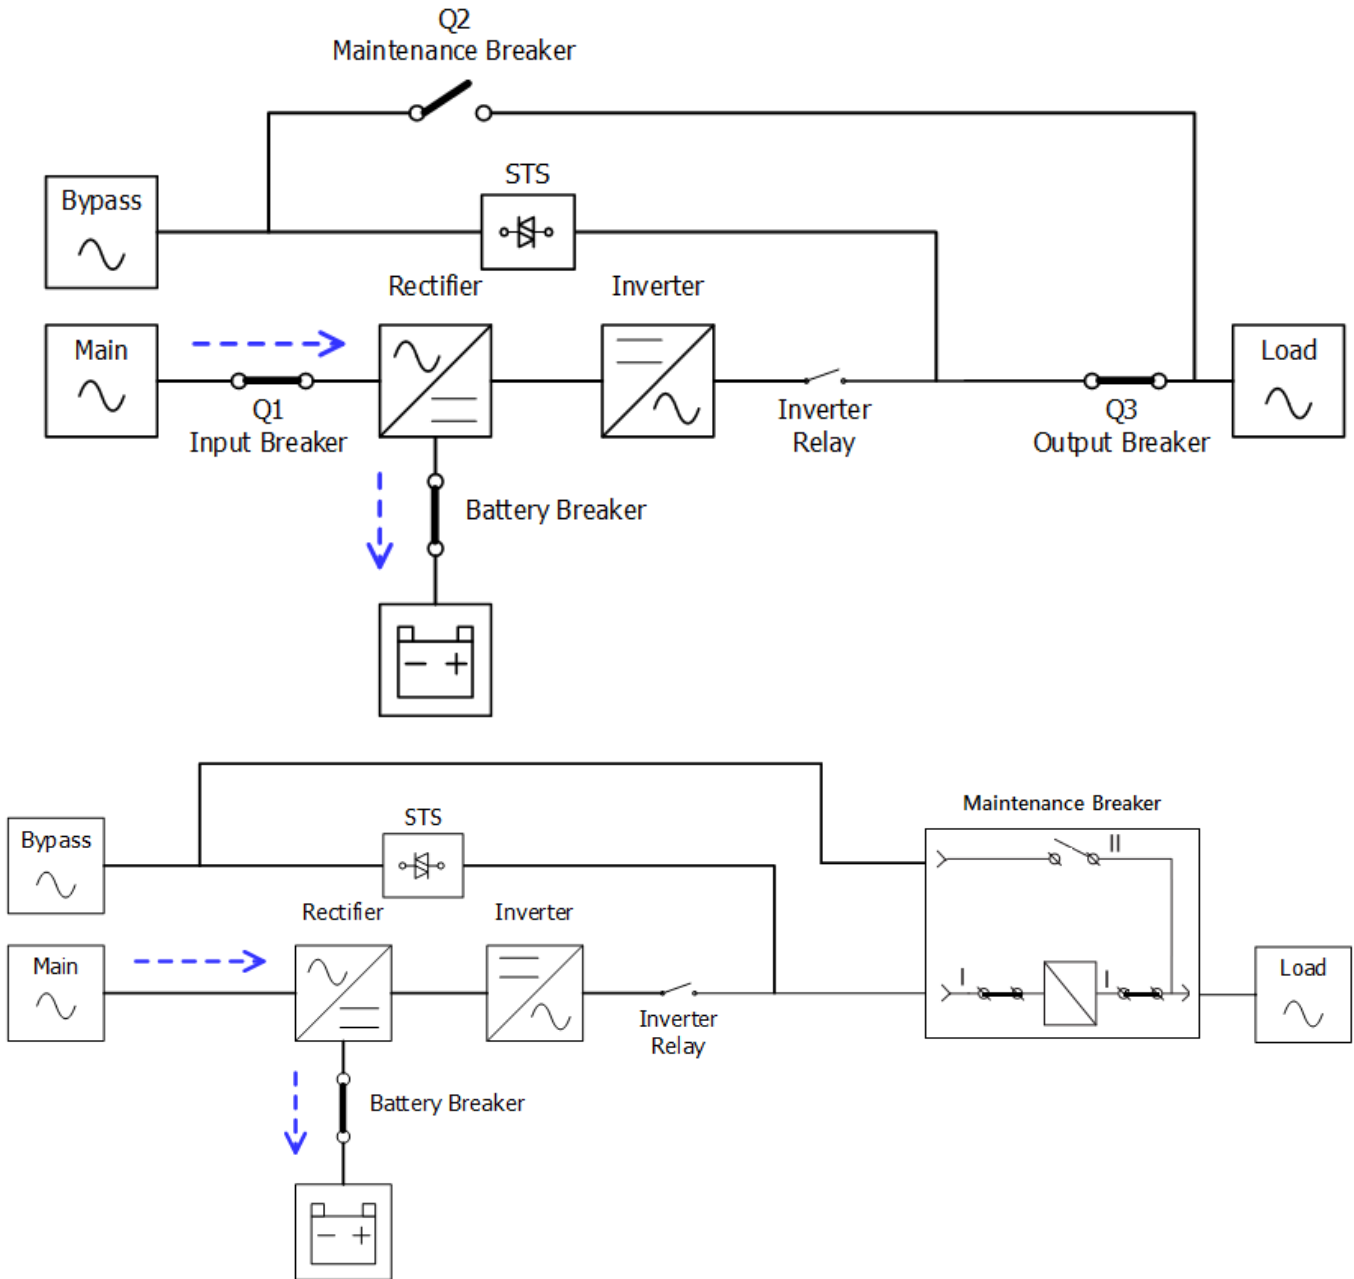 Q2
Maintenance Breaker
STS
Bypass
Rectifier
Inverter
Main
Load
Q1
Input Breaker
Inverter
Relay
Q3
Output Breaker
Battery Breaker
- +
Maintenance Breaker
STS
Bypass
II
Rectifier
Inverter
Main
I
I
Load
Inverter
Relay
Battery Breaker
- +